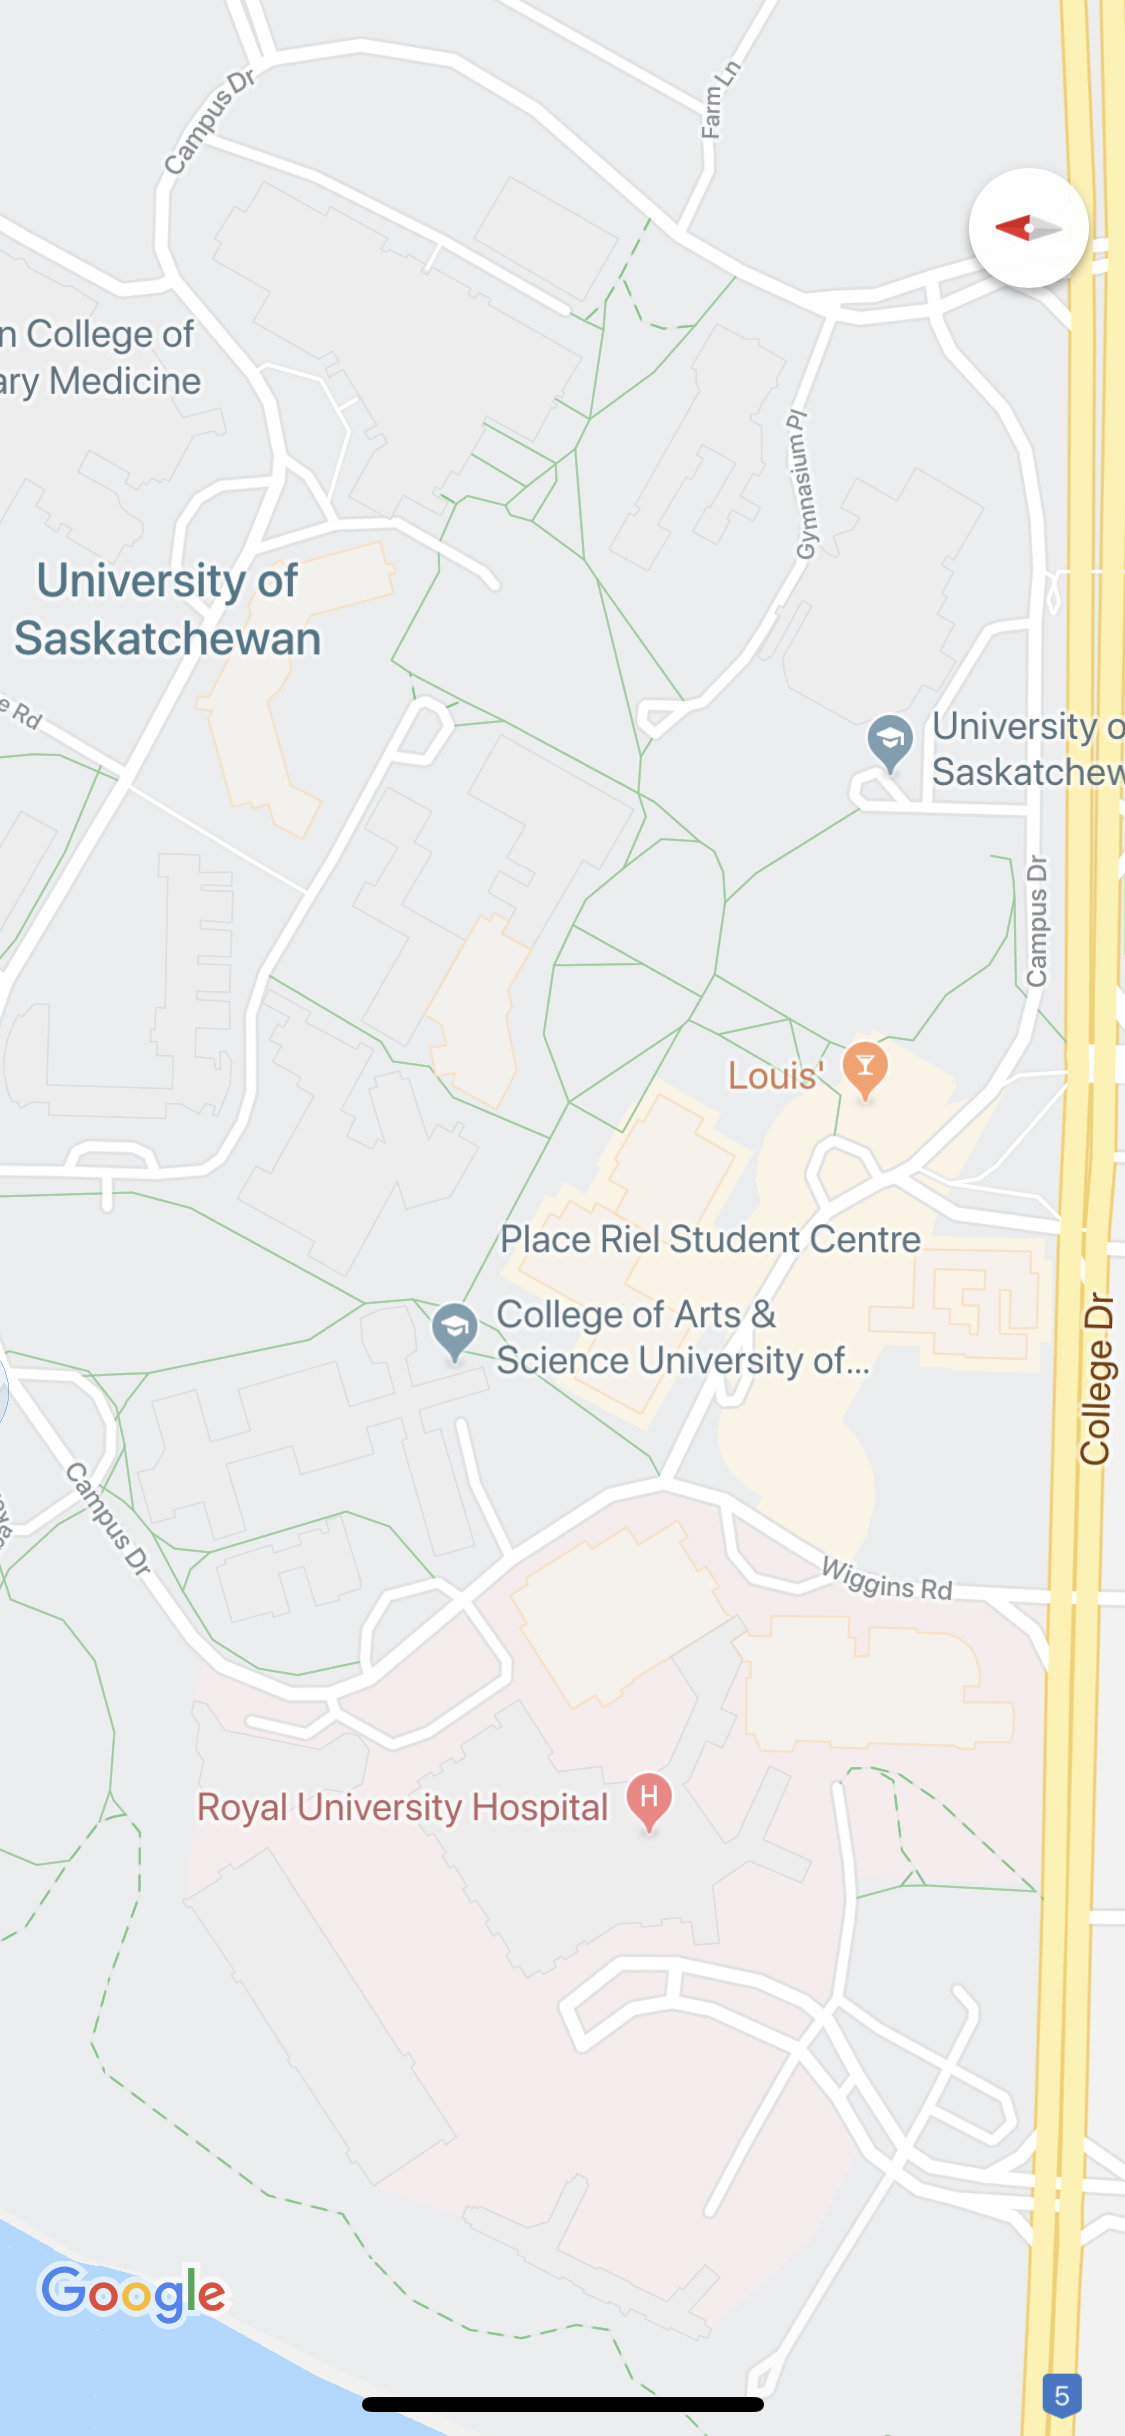 Campus Dr
Farm Ln
n College of
ary Medicine
Gymnasium Pl
University of
Saskatchewan
e Rd
University o
Saskatchew
Campus Dr
Louis'
Place Riel Student Centre
College of Arts &
Science University of...
College Dr
Campus Dr
Wiggins Rd
Royal University Hospital
H
Google
5